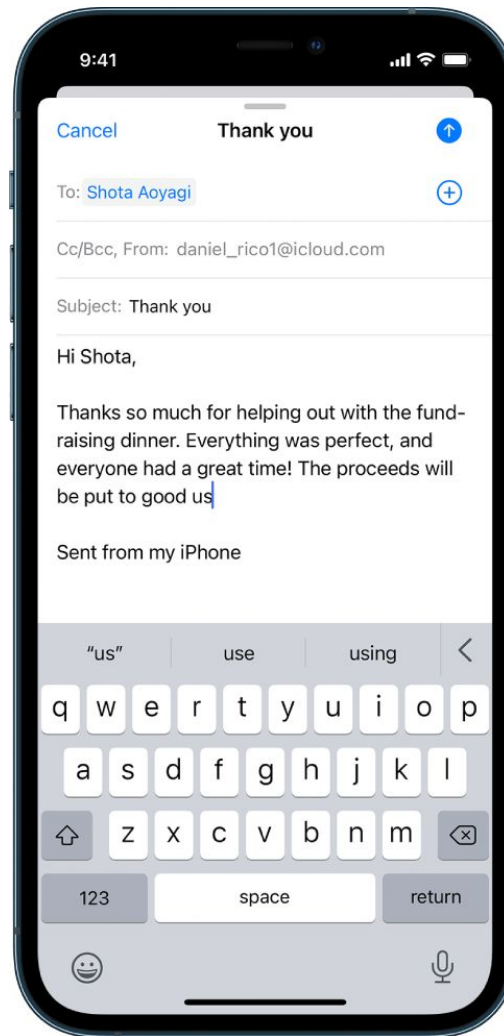 9:41
Cancel Thank you
To: Shota Aoyagi
Cc/Bcc, From: daniel_rico1@icloud.com
Subject: Thank you
Hi Shota,
Thanks so much for helping out with the fund-
raising dinner. Everything was perfect, and
everyone had a great time! The proceeds will
be put to good us
Sent from my iPhone
“us” use using
q w e r t y u i o p
a s d f g h j k l
z x c v b n m
123 space return